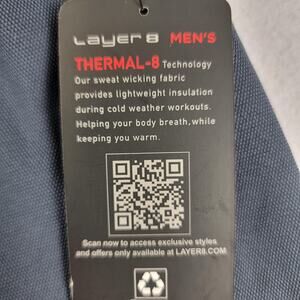 Layer 8 MEN'S
THERMAL-8 Technology
Our sweat wicking fabric
provides lightweight insulation
during cold weather workouts.
Helping your body breath, while
keeping you warm.
Scan now to access exclusive styles
and offers only available at LAYER8.COM